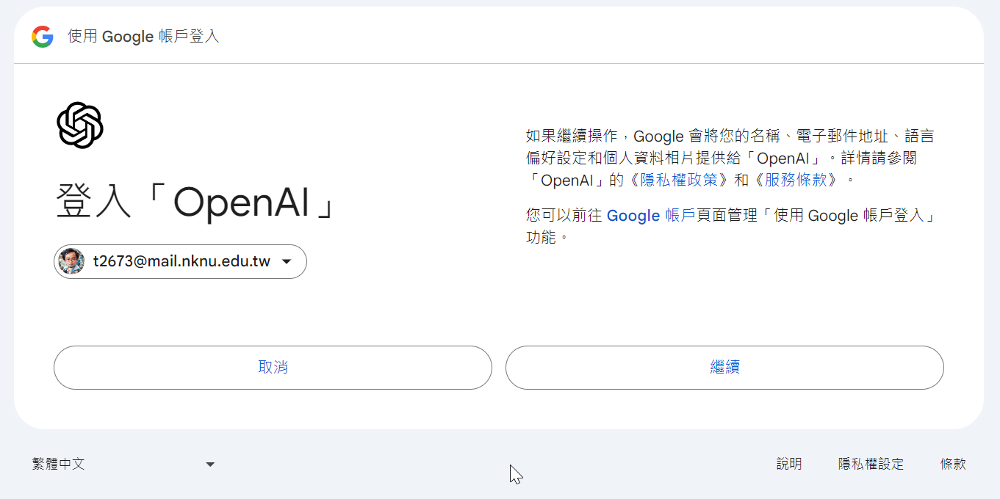 使用 Google 帳戶登入
登入「OpenAI」
t2673@mail.nknu.edu.tw
如果繼續操作，Google 會將您的名稱、電子郵件地址、語言
偏好設定和個人資料相片提供給「OpenAI」。詳情請參閱
「OpenAI」的《隱私權政策》和《服務條款》。
您可以前往 Google 帳戶頁面管理「使用 Google 帳戶登入」
功能。
取消
繼續
繁體中文
說明
隱私權設定
條款